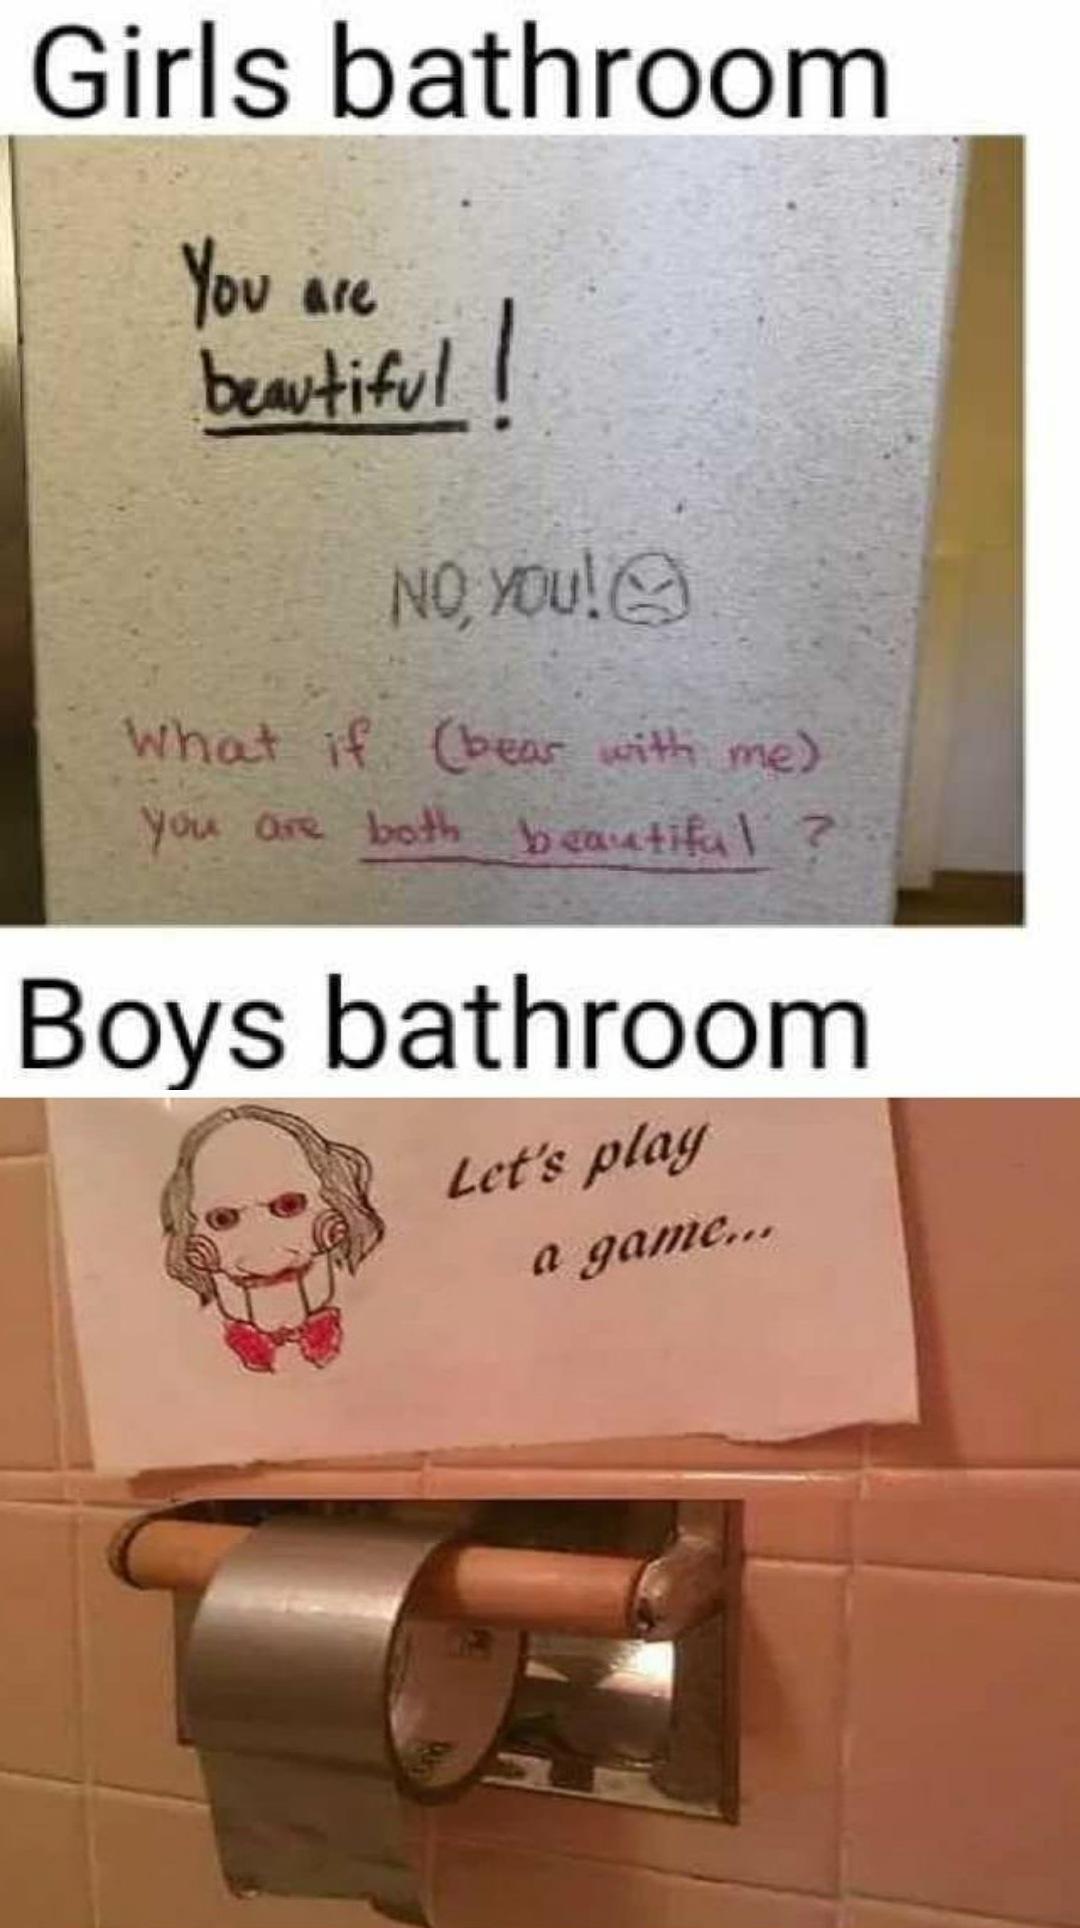 Girls bathroom
You are
beautiful!
NO, YOU!
What if (bear with me)
you are both beautiful ?
Boys bathroom
Let's play
a game...